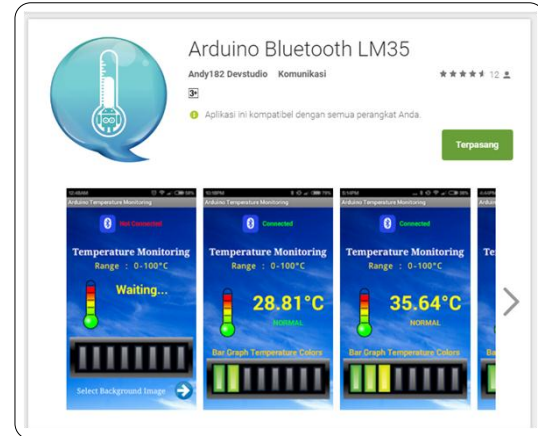 Arduino Bluetooth LM35
Andy182 Devstudio Komunikasi
12
3+
Aplikasi ini kompatibel dengan semua perangkat Anda.
Terpasang
Arduino Temperature Monitoring
Not Connected
Temperature Monitoring
Range : 0-100°C
Waiting...
Select Background Image
Arduino Temperature Monitoring
Connected
Temperature Monitoring
Range : 0-100°C
28.81°C
NORMAL
Bar Graph Temperature Colors
Arduino Temperature Monitoring
Connected
Temperature Monitoring
Range : 0-100°C
35.64°C
NORMAL
Bar Graph Temperature Colors
Te
Ba